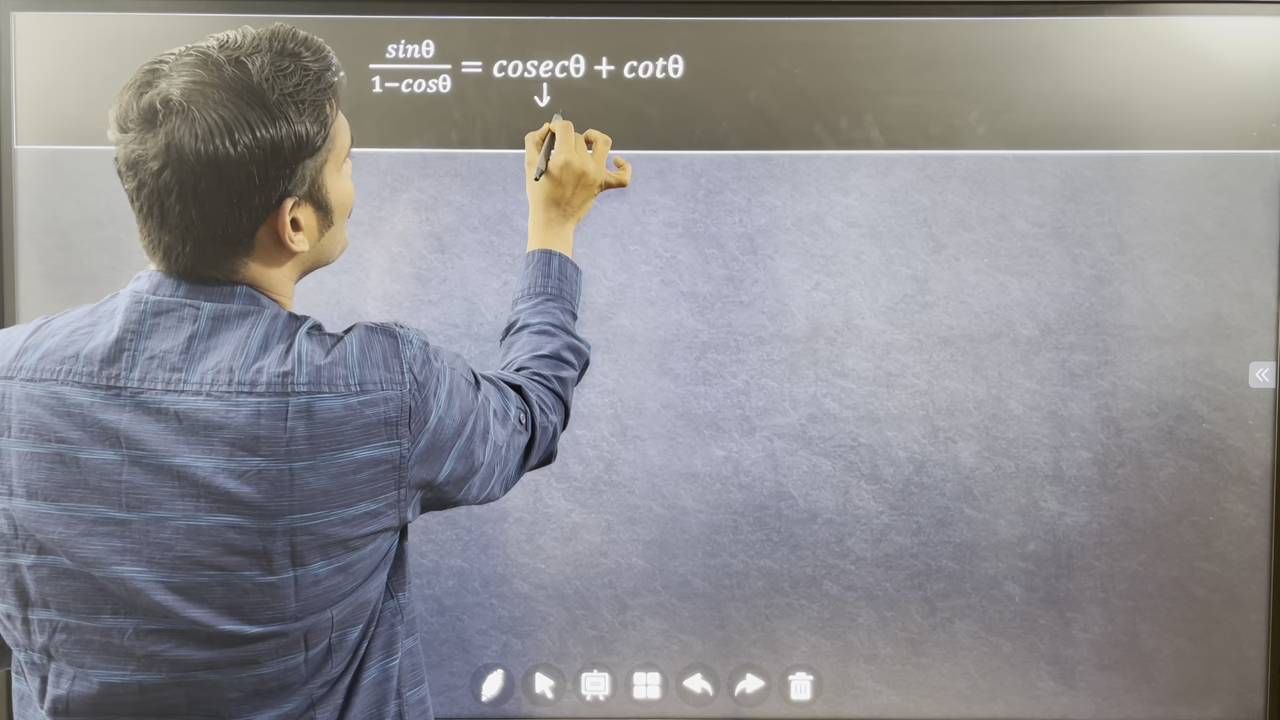 sinθ/1−cosθ = cosecθ + cotθ